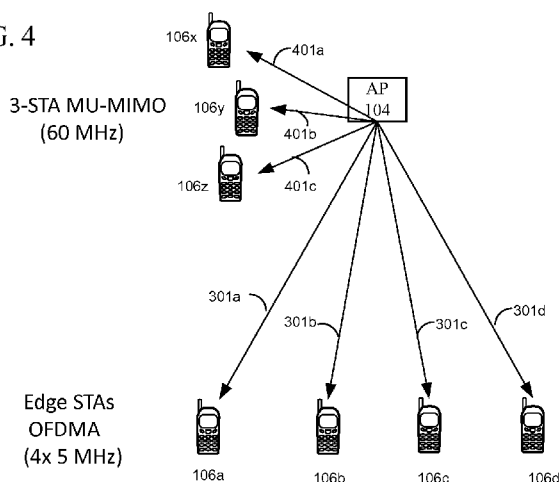 G. 4
106x
401a
AP
104
3-STA MU-MIMO
(60 MHz)
106y
401b
106z
401c
301a
301b
301c
301d
Edge STAs
OFDMA
(4x 5 MHz)
106a
106b
106c
106d